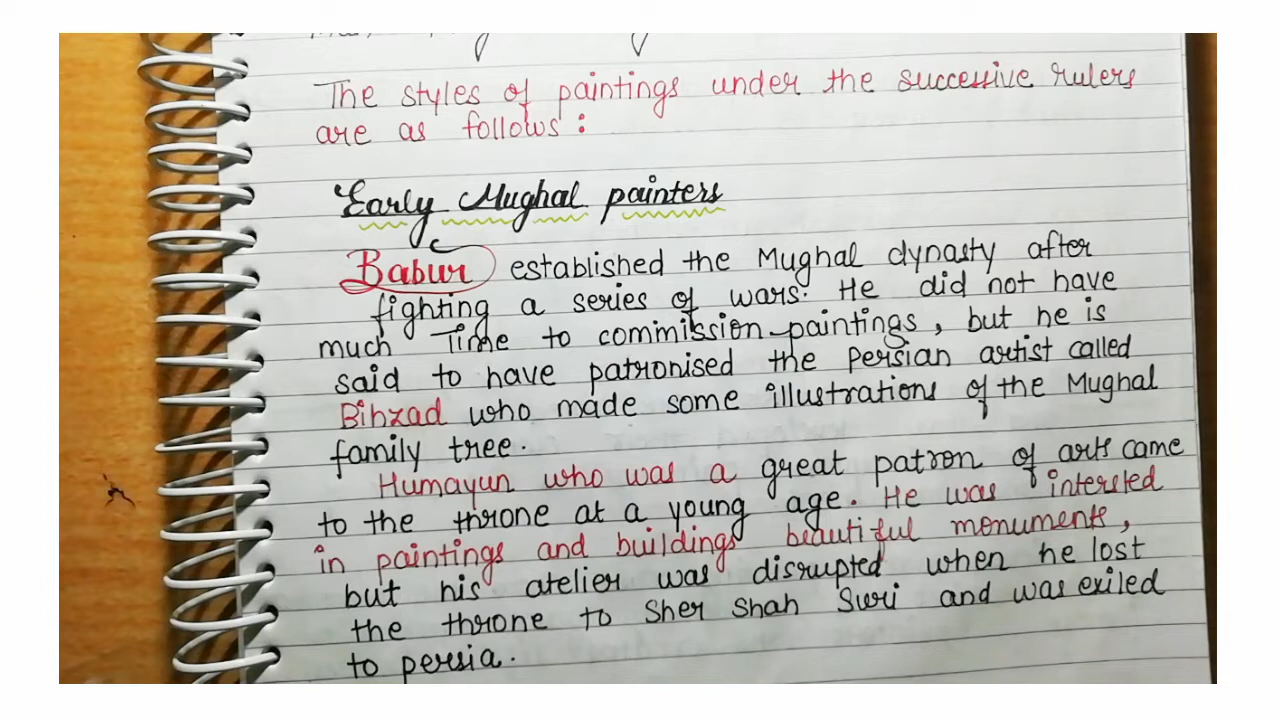 The styles of paintings under the successive rulers
are as follows:
Early Mughal painters
Babur established the Mughal dynasty after
fighting a series of wars. He did not have
much Time to commission paintings, but he is
said to have patronised the persian artist called
Bihzad who made some illustrations of the Mughal
family tree.
Humayun who was a great patron of arts came
to the throne at a young age. He was intersted
in paintings and buildings beautiful monuments,
but his atelier was disrupted when he lost
the throne to Sher Shah Suri and was exiled
to persia.